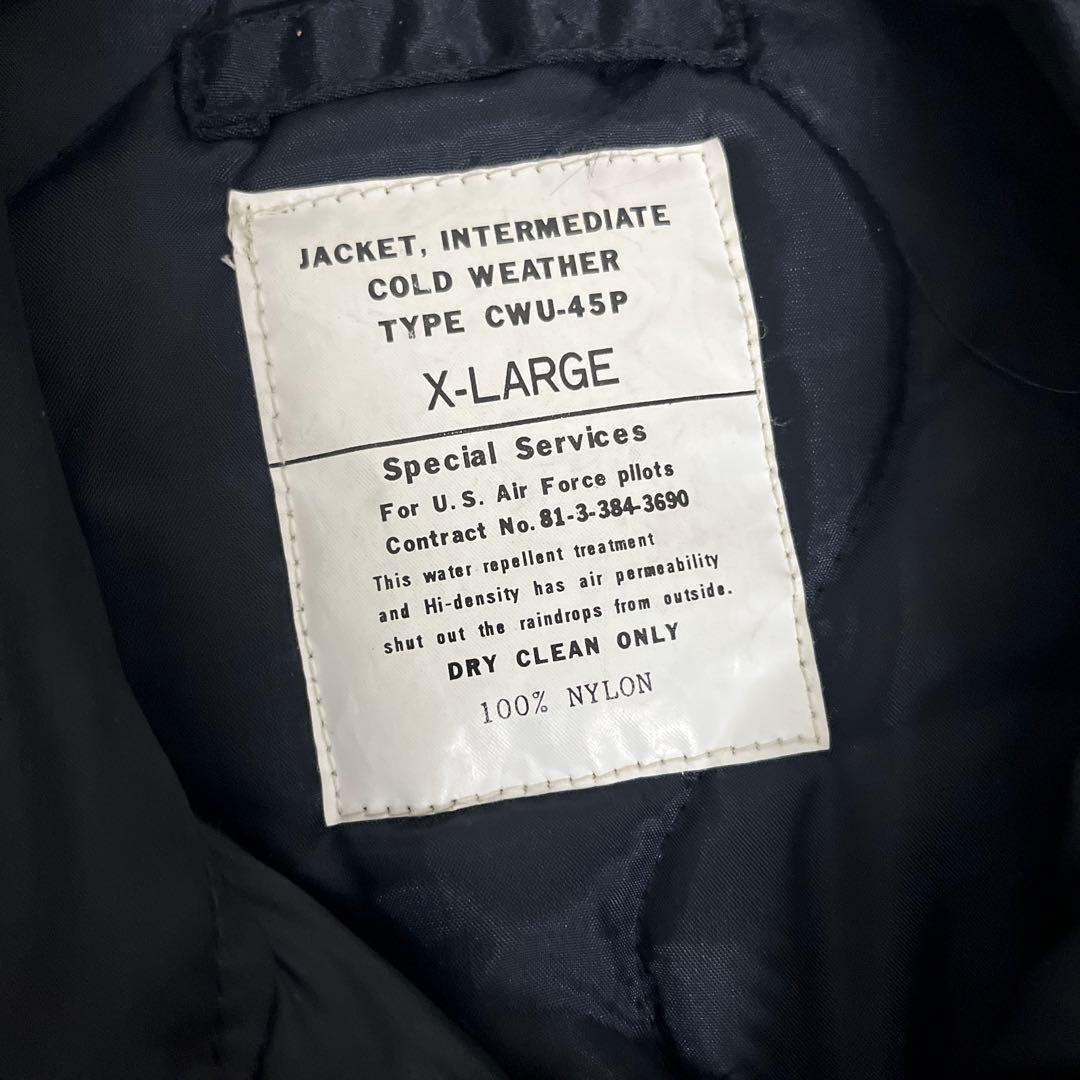 JACKET, INTERMEDIATE
COLD WEATHER
TYPE CWU-45P
X-LARGE
Special Services
For U.S. Air Force pilots
Contract No. 81-3-384-3690
This water repellent treatment
and Hi-density has air permeability
shut out the raindrops from outside.
DRY CLEAN ONLY
100% NYLON